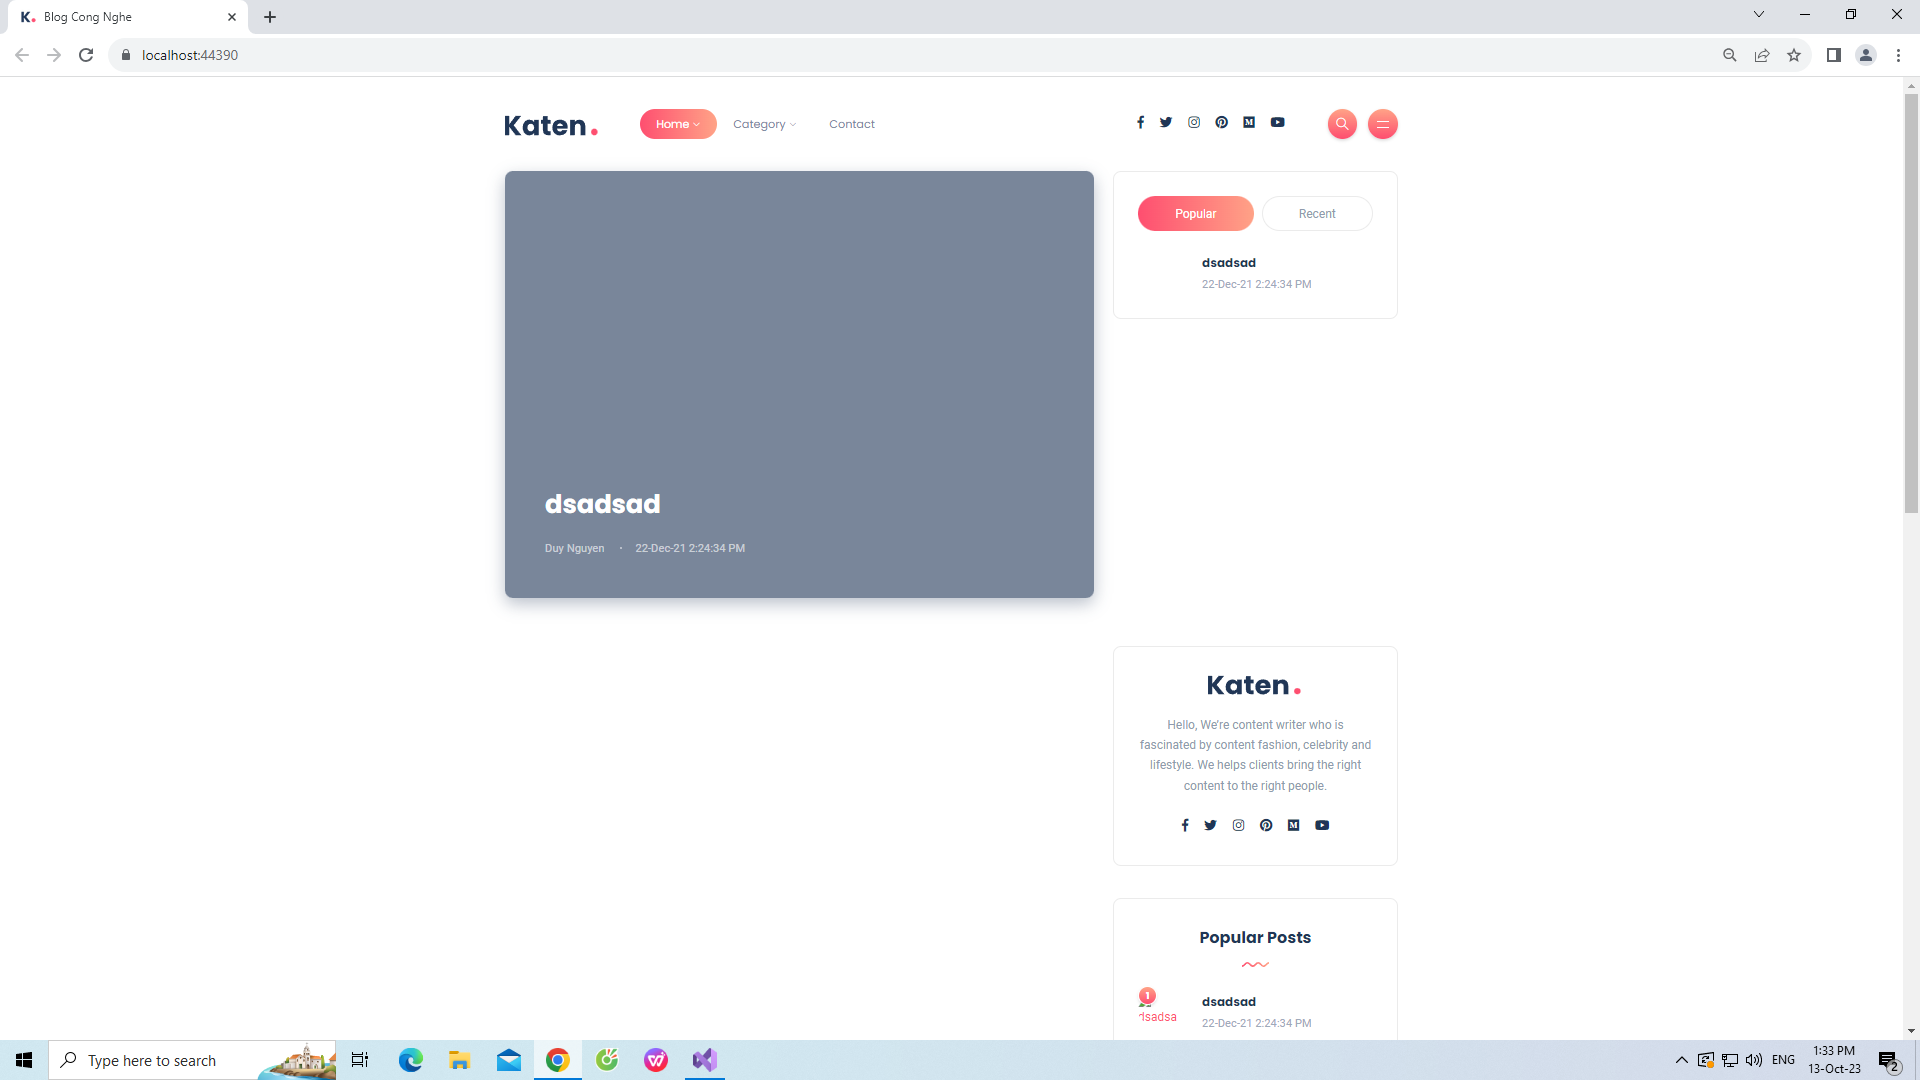 Blog Cong Nghe
localhost:44390
Katen.
Home
Category
Contact
dsadsad
Duy Nguyen • 22-Dec-21 2:24:34 PM
Popular
Recent
dsadsad
22-Dec-21 2:24:34 PM
Katen.
Hello, We're content writer who is
fascinated by content fashion, celebrity and
lifestyle. We helps clients bring the right
content to the right people.
Popular Posts
1
dsadsa
dsadsad
22-Dec-21 2:24:34 PM
Type here to search
ENG
1:33 PM
13-Oct-23
2